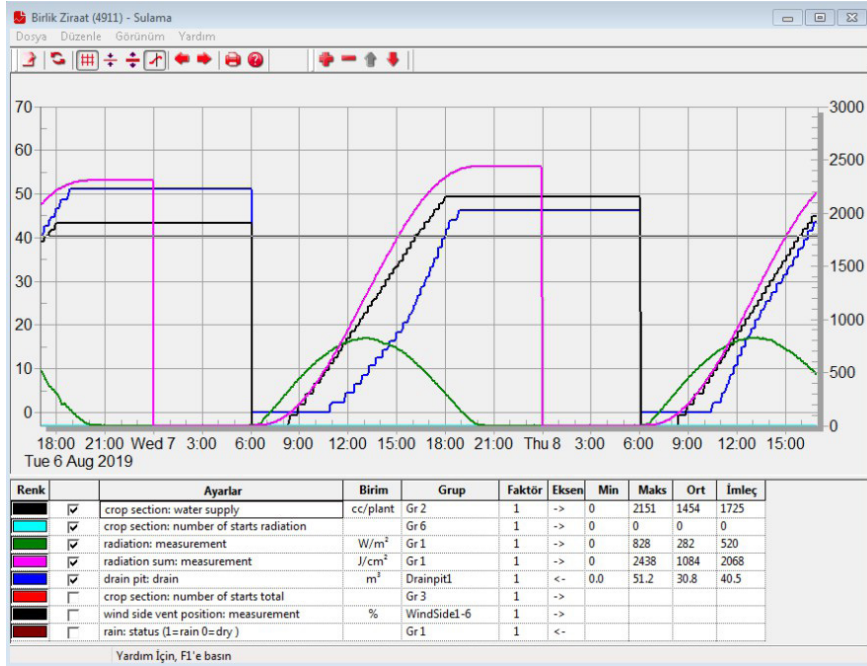 Birlik Ziraat (4911) - Sulama
Dosya Düzenle Görünüm Yardım
70 3000
60 2500
50 2000
40 1500
30
20 1000
10 500
0 0
18:00 21:00 Wed 7 3:00 6:00 9:00 12:00 15:00 18:00 21:00 Thu 8 3:00 6:00 9:00 12:00 15:00
Tue 6 Aug 2019
Renk Ayarlar Birim Grup Faktör Eksen Min Maks Ort İmleç
crop section: water supply cc/plant Gr 2 1 -> 0 2151 1454 1725
crop section: number of starts radiation Gr 6 1 -> 0 0 0 0
radiation: measurement W/m² Gr 1 1 -> 0 828 282 520
radiation sum: measurement J/cm² Gr 1 1 -> 0 2438 1084 2068
drain pit: drain m³ Drainpit1 1 <- 0.0 51.2 30.8 40.5
crop section: number of starts total Gr 3 1 ->
wind side vent position: measurement % WindSide1-6 1 ->
rain: status (1=rain 0=dry ) Gr 1 1 <-
Yardım İçin, F1'e basın